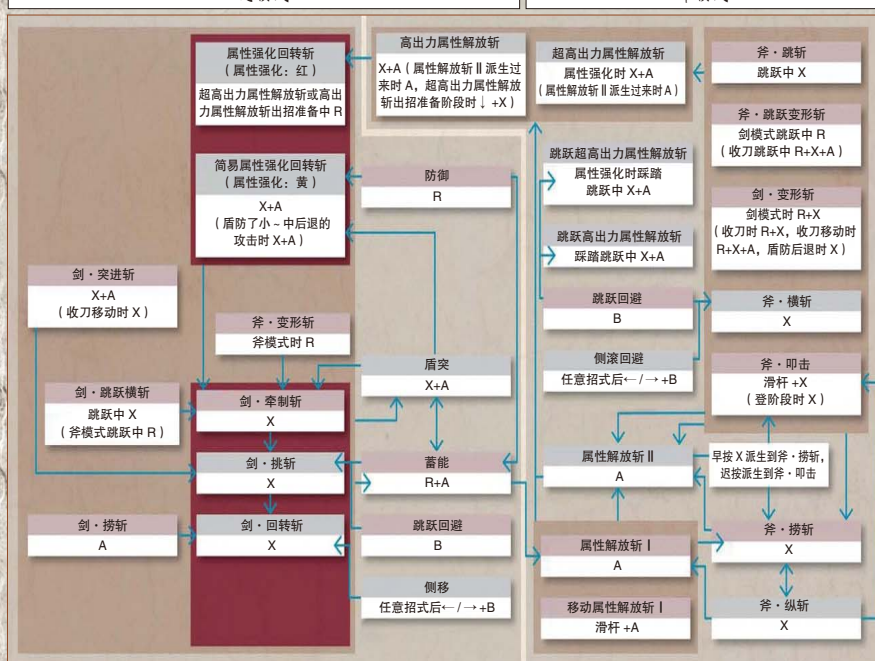 属性强化回转斩
（属性强化：红）
超高出力属性解放斩或高出
力属性解放斩出招准备中 R
高出力属性解放斩
X+A（属性解放斩Ⅱ派生过
来时 A，超高出力属性解放
斩出招准备阶段时↓ +X）
超高出力属性解放斩
属性强化时 X+A
（属性解放斩Ⅱ派生过来时 A）
斧・跳斩
跳跃中 X
斧・跳跃变形斩
剑模式跳跃中 R
（收刀跳跃中 R+X+A）
简易属性强化回转斩
（属性强化：黄）
X+A
（盾防了小 ~ 中后退的
攻击时 X+A）
防御
R
跳跃超高出力属性解放斩
属性强化时踩踏
跳跃中 X+A
剑・变形斩
剑模式时 R+X
（收刀时 R+X，收刀移动时
R+X+A，盾防后退时 X）
跳跃高出力属性解放斩
踩踏跳跃中 X+A
剑・突进斩
X+A
（收刀移动时 X）
跳跃回避
B
斧・横斩
X
斧・变形斩
斧模式时 R
侧滚回避
任意招式后←/→ +B
盾突
X+A
斧・叩击
滑杆 +X
（登阶段时 X）
剑・跳跃横斩
跳跃中 X
（斧模式跳跃中 R）
剑・牵制斩
X
剑・挑斩
X
蓄能
R+A
属性解放斩Ⅱ
A
早按 X 派生到斧・捞斩，
迟按派生到斧・叩击
剑・捞斩
A
剑・回转斩
X
跳跃回避
B
属性解放斩Ⅰ
A
斧・捞斩
X
侧移
任意招式后←/→ +B
移动属性解放斩Ⅰ
滑杆 +A
斧・纵斩
X